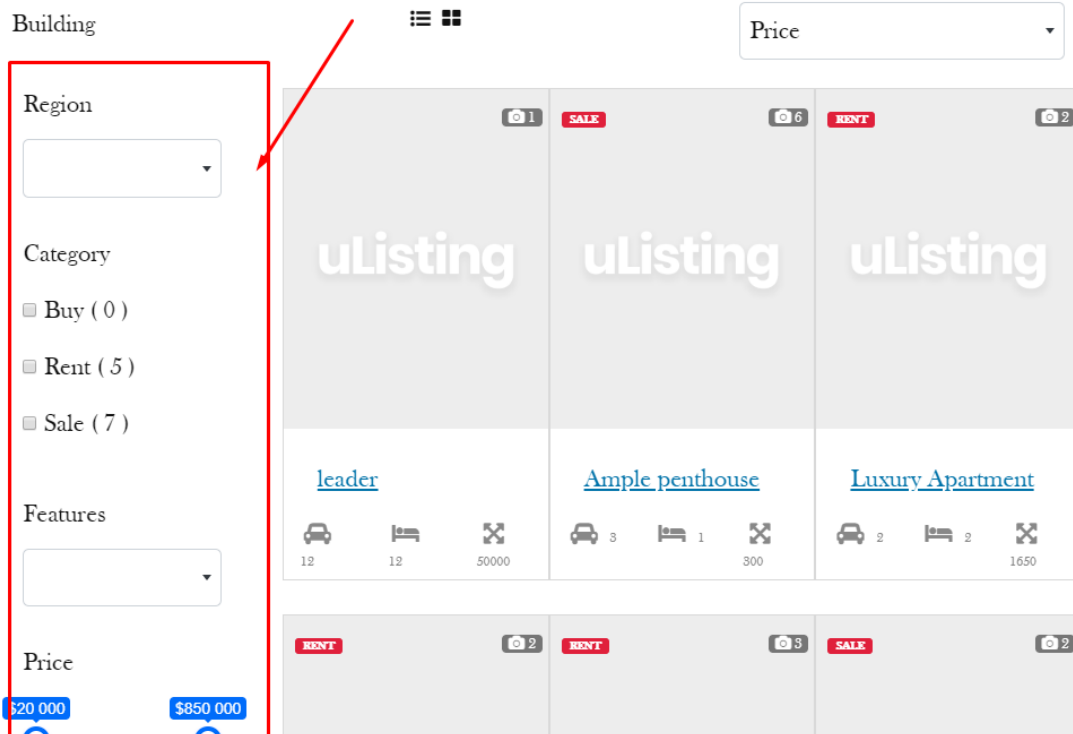 Building
Price
Region
Category
Buy ( 0 )
Rent ( 5 )
Sale ( 7 )
Features
Price
$20 000
$850 000
1
uListing
leader
12
12
50000
SALE
6
uListing
Ample penthouse
3
1
300
RENT
2
uListing
Luxury Apartment
2
2
1650
RENT
2
RENT
3
SALE
2